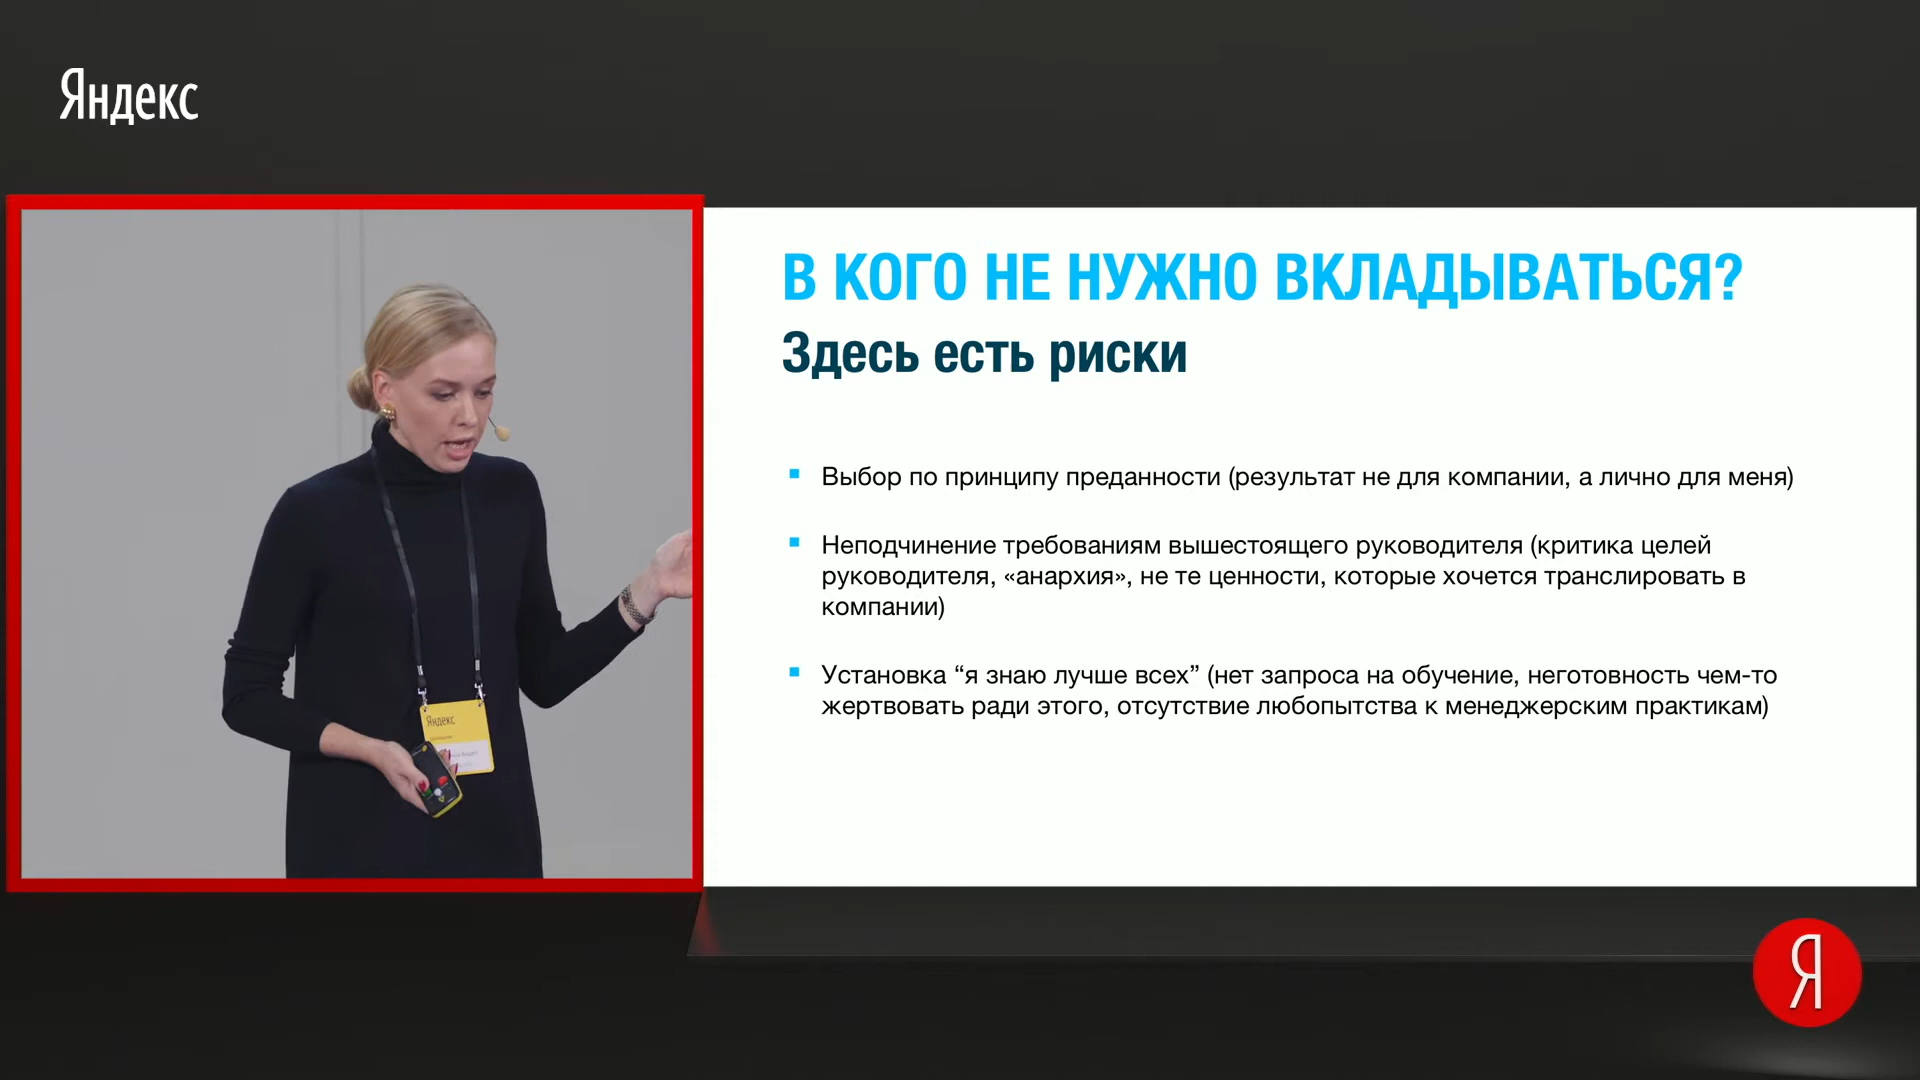 Яндекс
В КОГО НЕ НУЖНО ВКЛАДЫВАТЬСЯ?
Здесь есть риски
Выбор по принципу преданности (результат не для компании, а лично для меня)
Неподчинение требованиям вышестоящего руководителя (критика целей
руководителя, «анархия», не те ценности, которые хочется транслировать в
компании)
Установка “я знаю лучше всех” (нет запроса на обучение, неготовность чем-то
жертвовать ради этого, отсутствие любопытства к менеджерским практикам)
Яндекс
Я